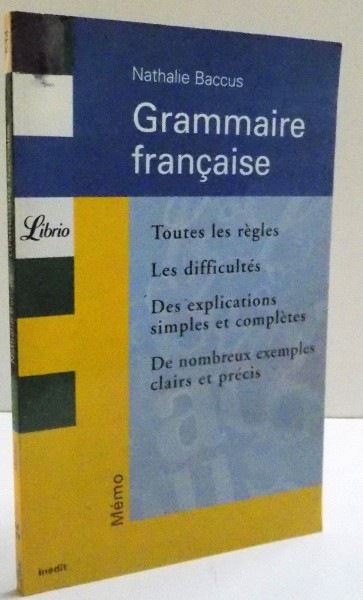 Nathalie Baccus
Grammaire
française
Librio
Toutes les règles
Les difficultés
Des explications
simples et complètes
De nombreux exemples
clairs et précis
Mémo
inédit